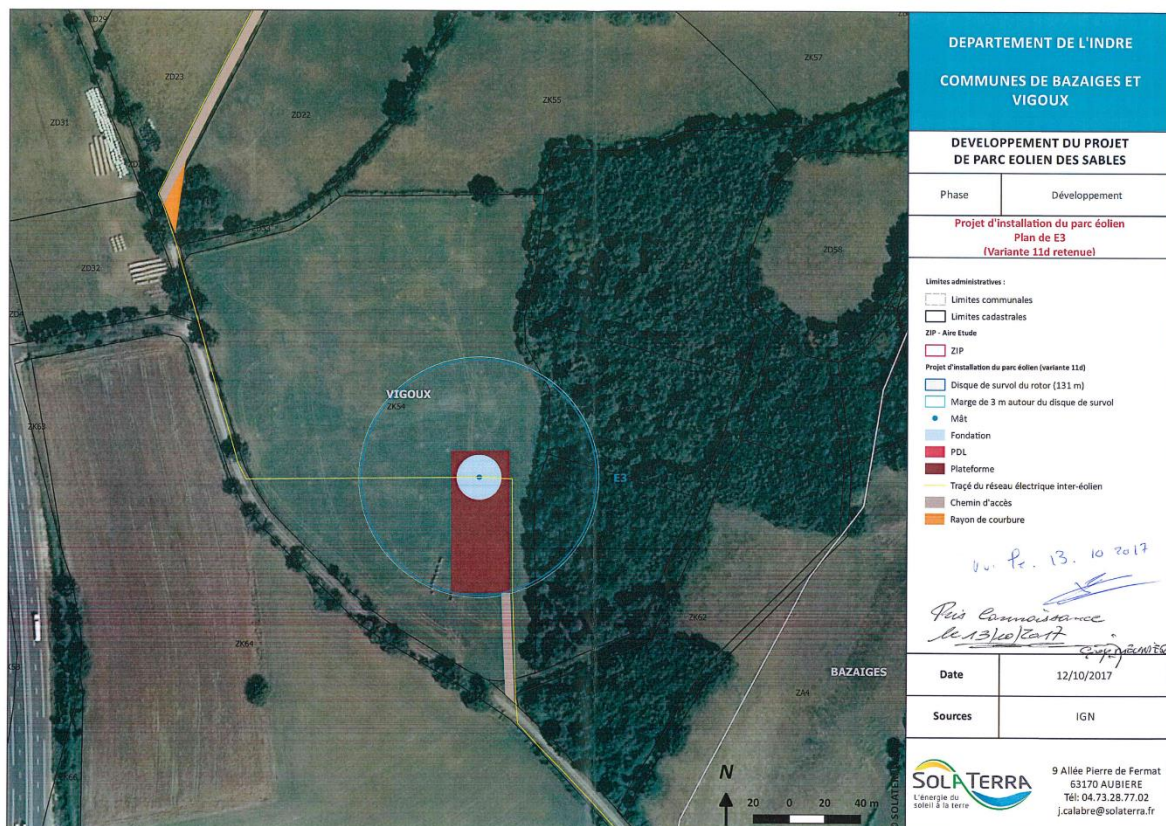 ZD29
ZD23
ZD22
ZD31
ZD32
ZK57
ZK55
ZD58
VIGOUX
ZK54
E3
ZK63
ZK64
ZK62
BAZAIGES
ZA4
N
20 0 20 40 m
DEPARTEMENT DE L'INDRE
COMMUNES DE BAZAIGES ET
VIGOUX
DEVELOPPEMENT DU PROJET
DE PARC EOLIEN DES SABLES
Phase Développement
Projet d'installation du parc éolien
Plan de E3
(Variante 11d retenue)
Limites administratives :
Limites communales
Limites cadastrales
ZIP - Aire Etude
ZIP
Projet d'installation du parc éolien (variante 11d)
Disque de survol du rotor (131 m)
Marge de 3 m autour du disque de survol
Mât
Fondation
PDL
Plateforme
Tracé du réseau électrique inter-éolien
Chemin d'accès
Rayon de courbure
Vu le 13. 10 2017
Pris Connaissance
le 13/10/2017
Date 12/10/2017
Sources IGN
SOLATERRA
L'énergie du
soleil à la terre
9 Allée Pierre de Fermat
63170 AUBIERE
Tél: 04.73.28.77.02
j.calabre@solaterra.fr